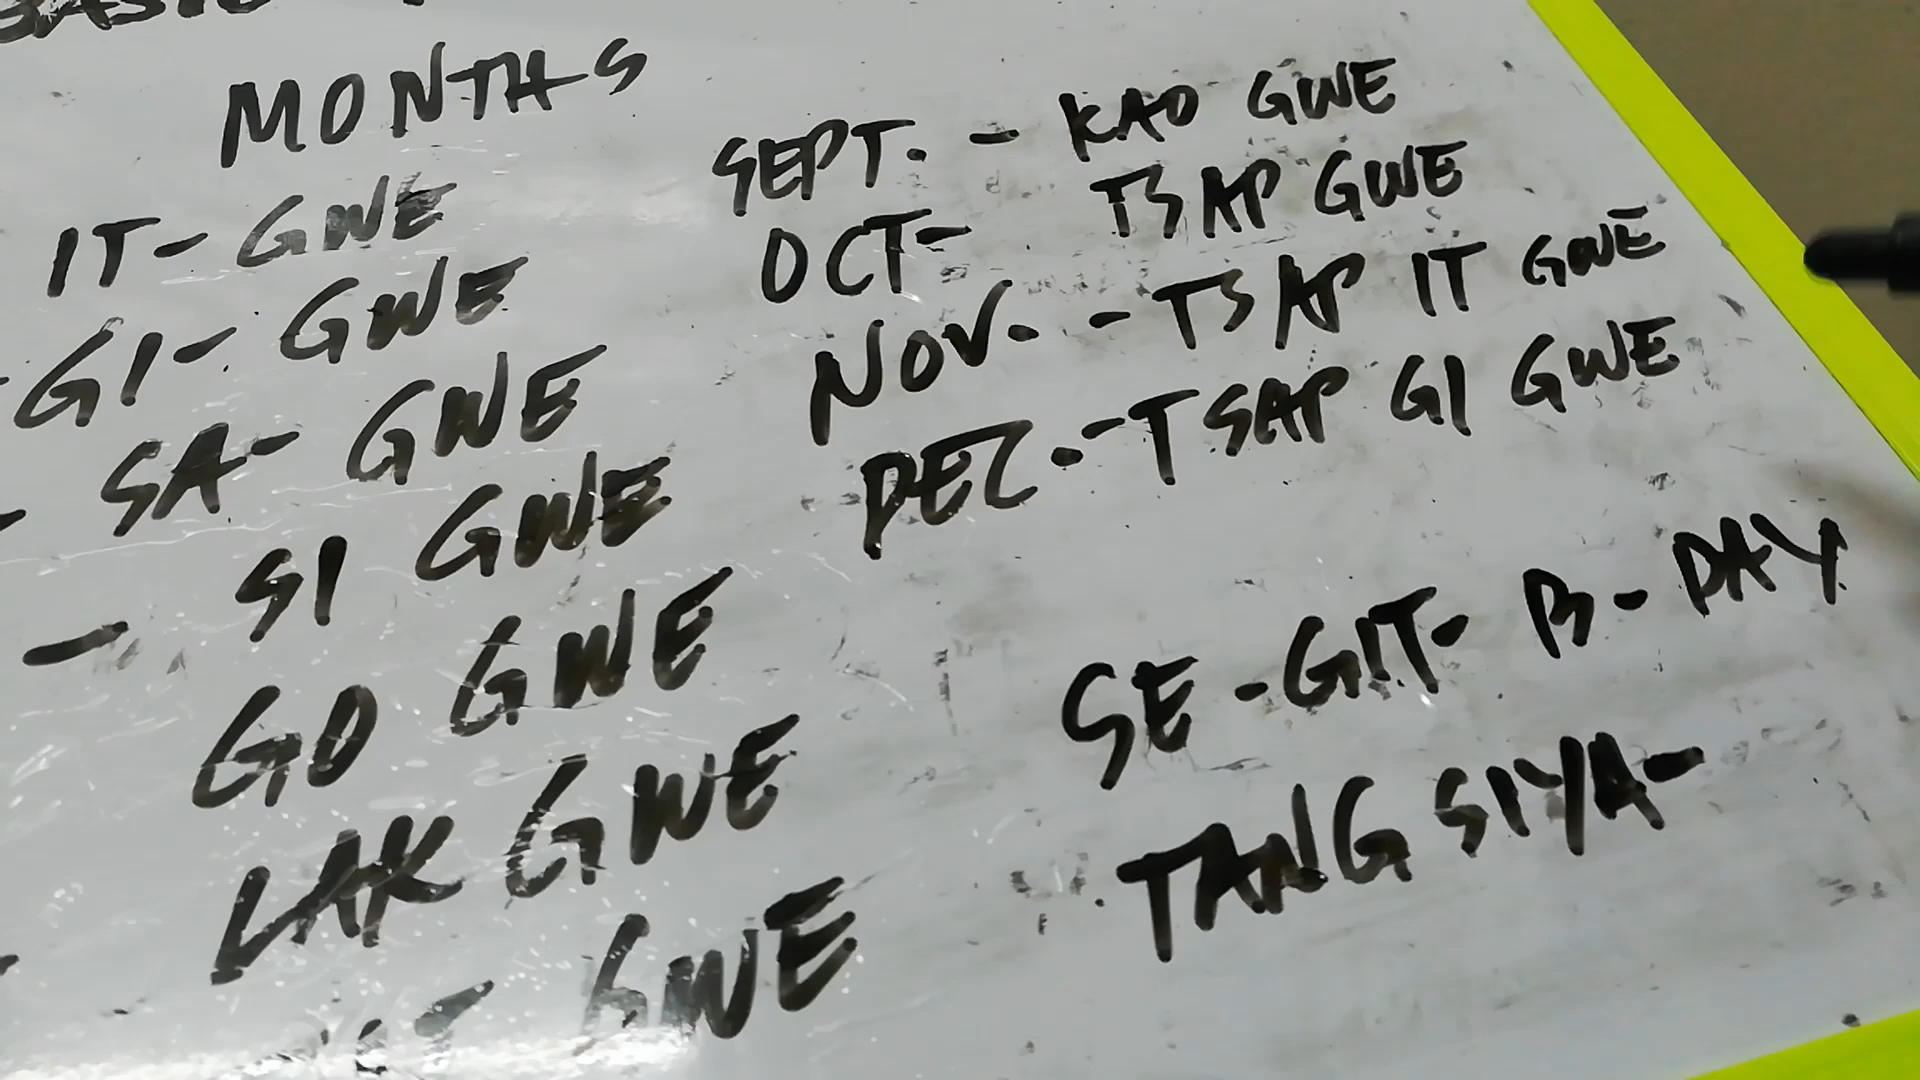 MONTHS
IT- GWE
GI- GWE
SA- GWE
- SI GWE
GO GWE
LAK GWE
GWE
SEPT. - KAO GWE
OCT- TSAP GWE
NOV. - TSAP IT GWE
DEC. - TSAP GI GWE
SE-GIT- B-DAY
TANG SIYA-